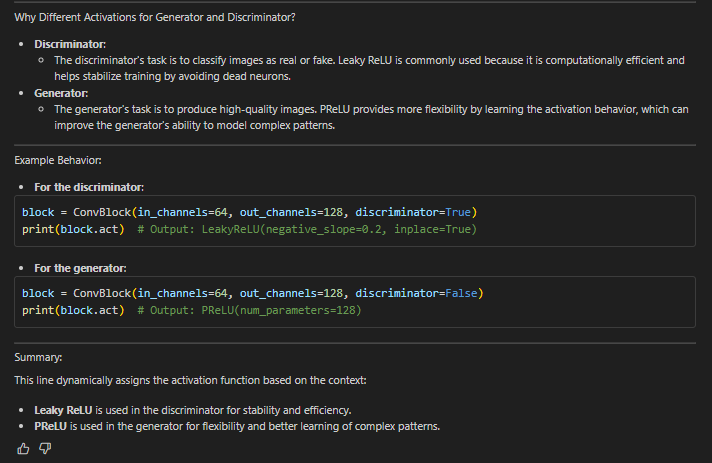 Why Different Activations for Generator and Discriminator?
• Discriminator:
◦ The discriminator's task is to classify images as real or fake. Leaky ReLU is commonly used because it is computationally efficient and
helps stabilize training by avoiding dead neurons.
• Generator:
◦ The generator's task is to produce high-quality images. PReLU provides more flexibility by learning the activation behavior, which can
improve the generator's ability to model complex patterns.
Example Behavior:
• For the discriminator:
block = ConvBlock(in_channels=64, out_channels=128, discriminator=True)
print(block.act)  # Output: LeakyReLU(negative_slope=0.2, inplace=True)
• For the generator:
block = ConvBlock(in_channels=64, out_channels=128, discriminator=False)
print(block.act)  # Output: PReLU(num_parameters=128)
Summary:
This line dynamically assigns the activation function based on the context:
• Leaky ReLU is used in the discriminator for stability and efficiency.
• PReLU is used in the generator for flexibility and better learning of complex patterns.